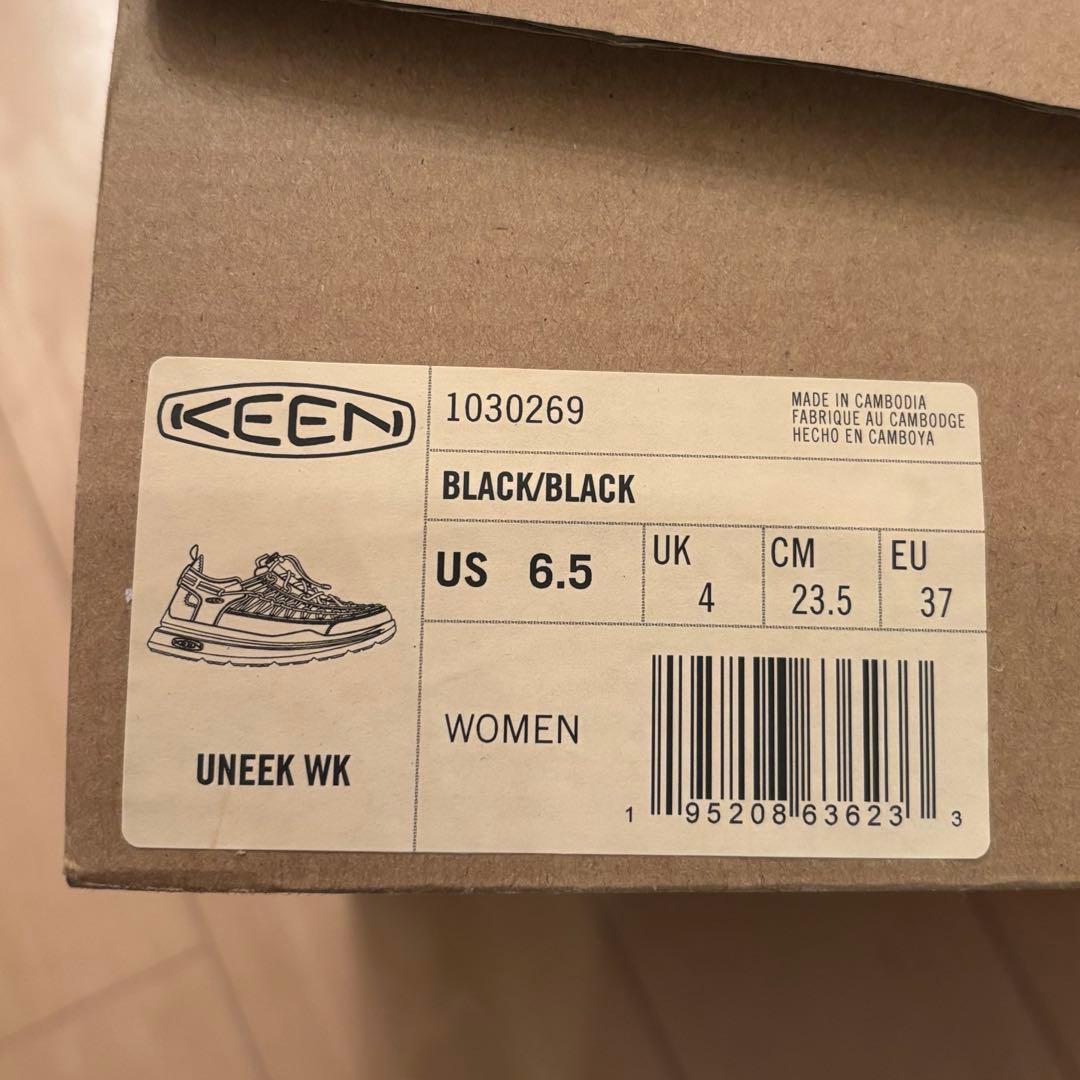 KEEN
1030269
MADE IN CAMBODIA
FABRIQUE AU CAMBODGE
HECHO EN CAMBOYA
BLACK/BLACK
US 6.5
UK 4
CM 23.5
EU 37
KEEN
UNEEK WK
WOMEN
1 95208 63623 3